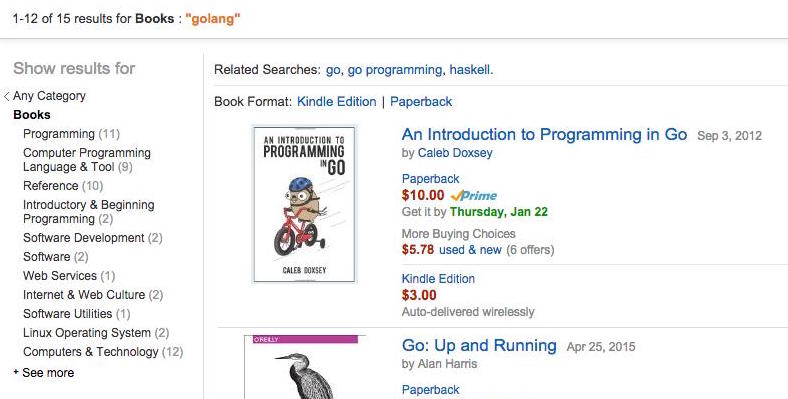 1-12 of 15 results for Books : "golang"
Show results for
< Any Category
Books
Programming (11)
Computer Programming
Language & Tool (9)
Reference (10)
Introductory & Beginning
Programming (2)
Software Development (2)
Software (2)
Web Services (1)
Internet & Web Culture (2)
Software Utilities (1)
Linux Operating System (2)
Computers & Technology (12)
+ See more
Related Searches: go, go programming, haskell.
Book Format: Kindle Edition | Paperback
AN INTRODUCTION TO
PROGRAMMING
IN GO
CALEB DOXSEY
An Introduction to Programming in Go Sep 3, 2012
by Caleb Doxsey
Paperback
$10.00 Prime
Get it by Thursday, Jan 22
More Buying Choices
$5.78 used & new (6 offers)
Kindle Edition
$3.00
Auto-delivered wirelessly
O'REILLY
Go: Up and Running Apr 25, 2015
by Alan Harris
Paperback